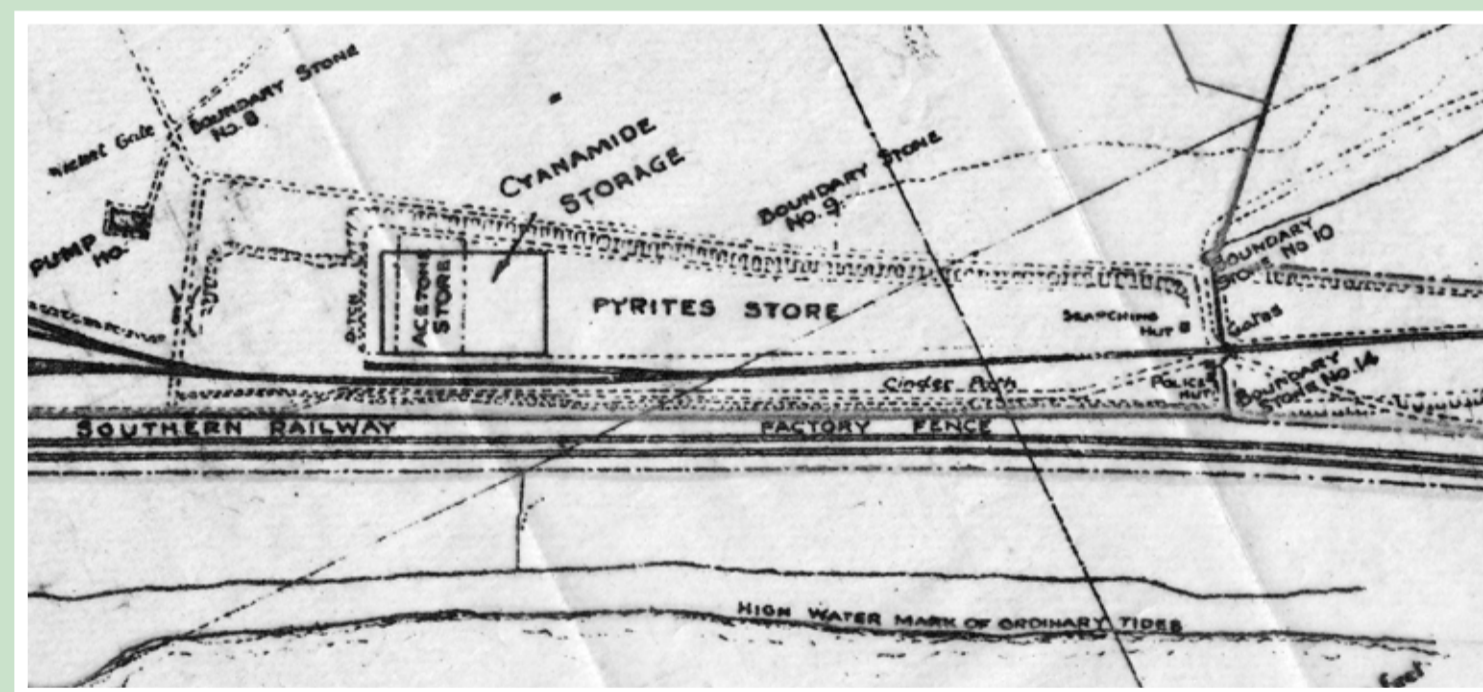 Wicket Gate
BOUNDARY STONE
No. 8
PUMP
HO.
CYANAMIDE
STORAGE
BOUNDARY STONE
No. 9
BOUNDARY
STONE No 10
DITCH
ACETONE
STORE
PYRITES STORE
SEARCHING
HUT 8
Gates
Cinder Path
POLICE
HUT
BOUNDARY
STONE No. 14
SOUTHERN RAILWAY
FACTORY FENCE
HIGH WATER MARK OF ORDINARY TIDES
Feet